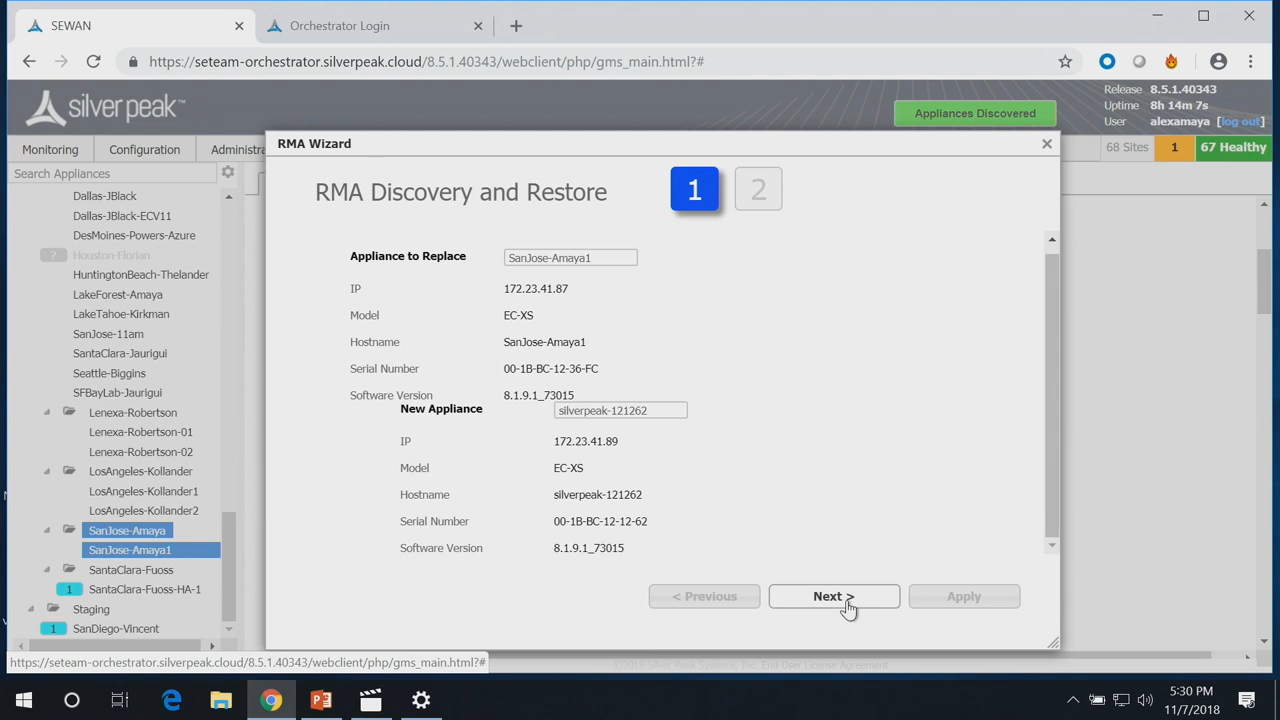 SEWAN
Orchestrator Login
https://seteam-orchestrator.silverpeak.cloud/8.5.1.40343/webclient/php/gms_main.html?#
silver peak™
Appliances Discovered
Release 8.5.1.40343
Uptime 8h 14m 7s
User alexamaya [log out]
Monitoring
Configuration
Administra
68 Sites
1
67 Healthy
Search Appliances
Dallas-JBlack
Dallas-JBlack-ECV11
DesMoines-Powers-Azure
? Houston-Florian
HuntingtonBeach-Thelander
LakeForest-Amaya
LakeTahoe-Kirkman
SanJose-11am
SantaClara-Jaurigui
Seattle-Biggins
SFBayLab-Jaurigui
Lenexa-Robertson
Lenexa-Robertson-01
Lenexa-Robertson-02
LosAngeles-Kollander
LosAngeles-Kollander1
LosAngeles-Kollander2
SanJose-Amaya
SanJose-Amaya1
SantaClara-Fuoss
1 SantaClara-Fuoss-HA-1
Staging
1 SanDiego-Vincent
RMA Wizard
RMA Discovery and Restore
1
2
Appliance to Replace SanJose-Amaya1
IP 172.23.41.87
Model EC-XS
Hostname SanJose-Amaya1
Serial Number 00-1B-BC-12-36-FC
Software Version 8.1.9.1_73015
New Appliance silverpeak-121262
IP 172.23.41.89
Model EC-XS
Hostname silverpeak-121262
Serial Number 00-1B-BC-12-12-62
Software Version 8.1.9.1_73015
< Previous
Next >
Apply
https://seteam-orchestrator.silverpeak.cloud/8.5.1.40343/webclient/php/gms_main.html?#
©2018 Silver Peak Systems, Inc. End User License Agreement
5:30 PM
11/7/2018